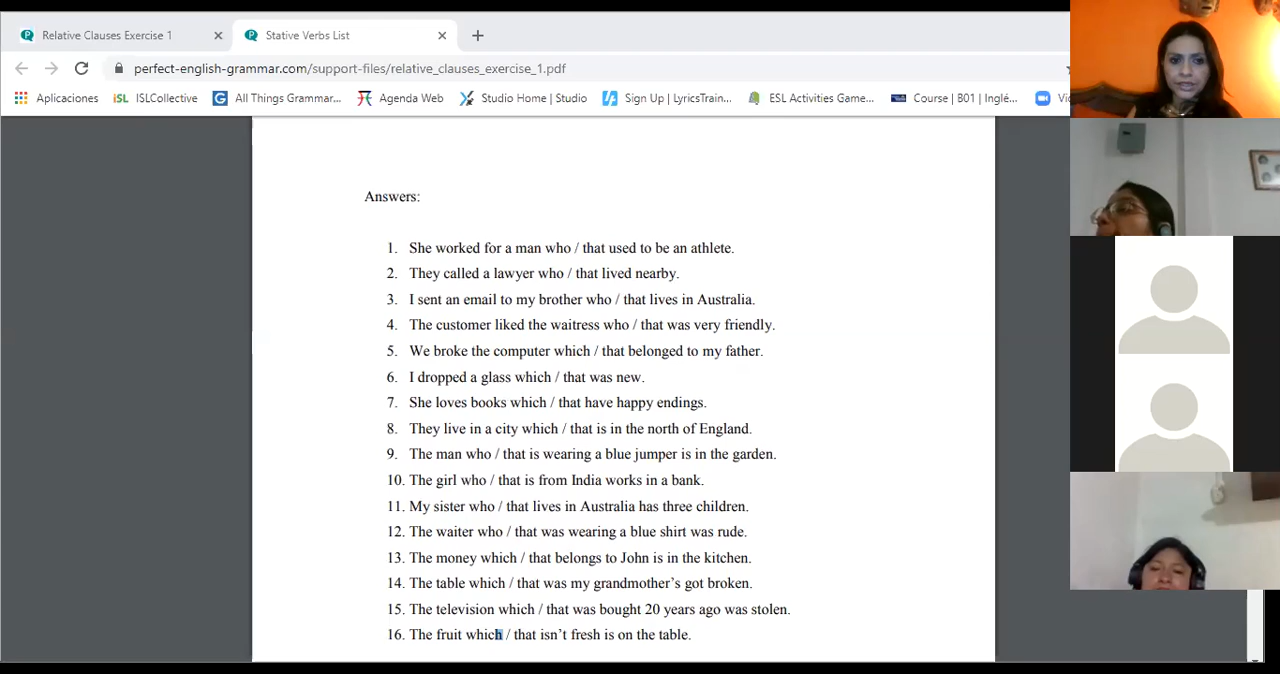 Relative Clauses Exercise 1
Stative Verbs List
perfect-english-grammar.com/support-files/relative_clauses_exercise_1.pdf
Aplicaciones iSL ISLCollective All Things Grammar... Agenda Web Studio Home | Studio Sign Up | LyricsTrain... ESL Activities Game... Course | B01 | Inglé...
Answers:
1. She worked for a man who / that used to be an athlete.
2. They called a lawyer who / that lived nearby.
3. I sent an email to my brother who / that lives in Australia.
4. The customer liked the waitress who / that was very friendly.
5. We broke the computer which / that belonged to my father.
6. I dropped a glass which / that was new.
7. She loves books which / that have happy endings.
8. They live in a city which / that is in the north of England.
9. The man who / that is wearing a blue jumper is in the garden.
10. The girl who / that is from India works in a bank.
11. My sister who / that lives in Australia has three children.
12. The waiter who / that was wearing a blue shirt was rude.
13. The money which / that belongs to John is in the kitchen.
14. The table which / that was my grandmother's got broken.
15. The television which / that was bought 20 years ago was stolen.
16. The fruit which / that isn't fresh is on the table.